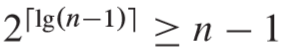 2^{⌈lg(n−1)⌉} ≥ n − 1